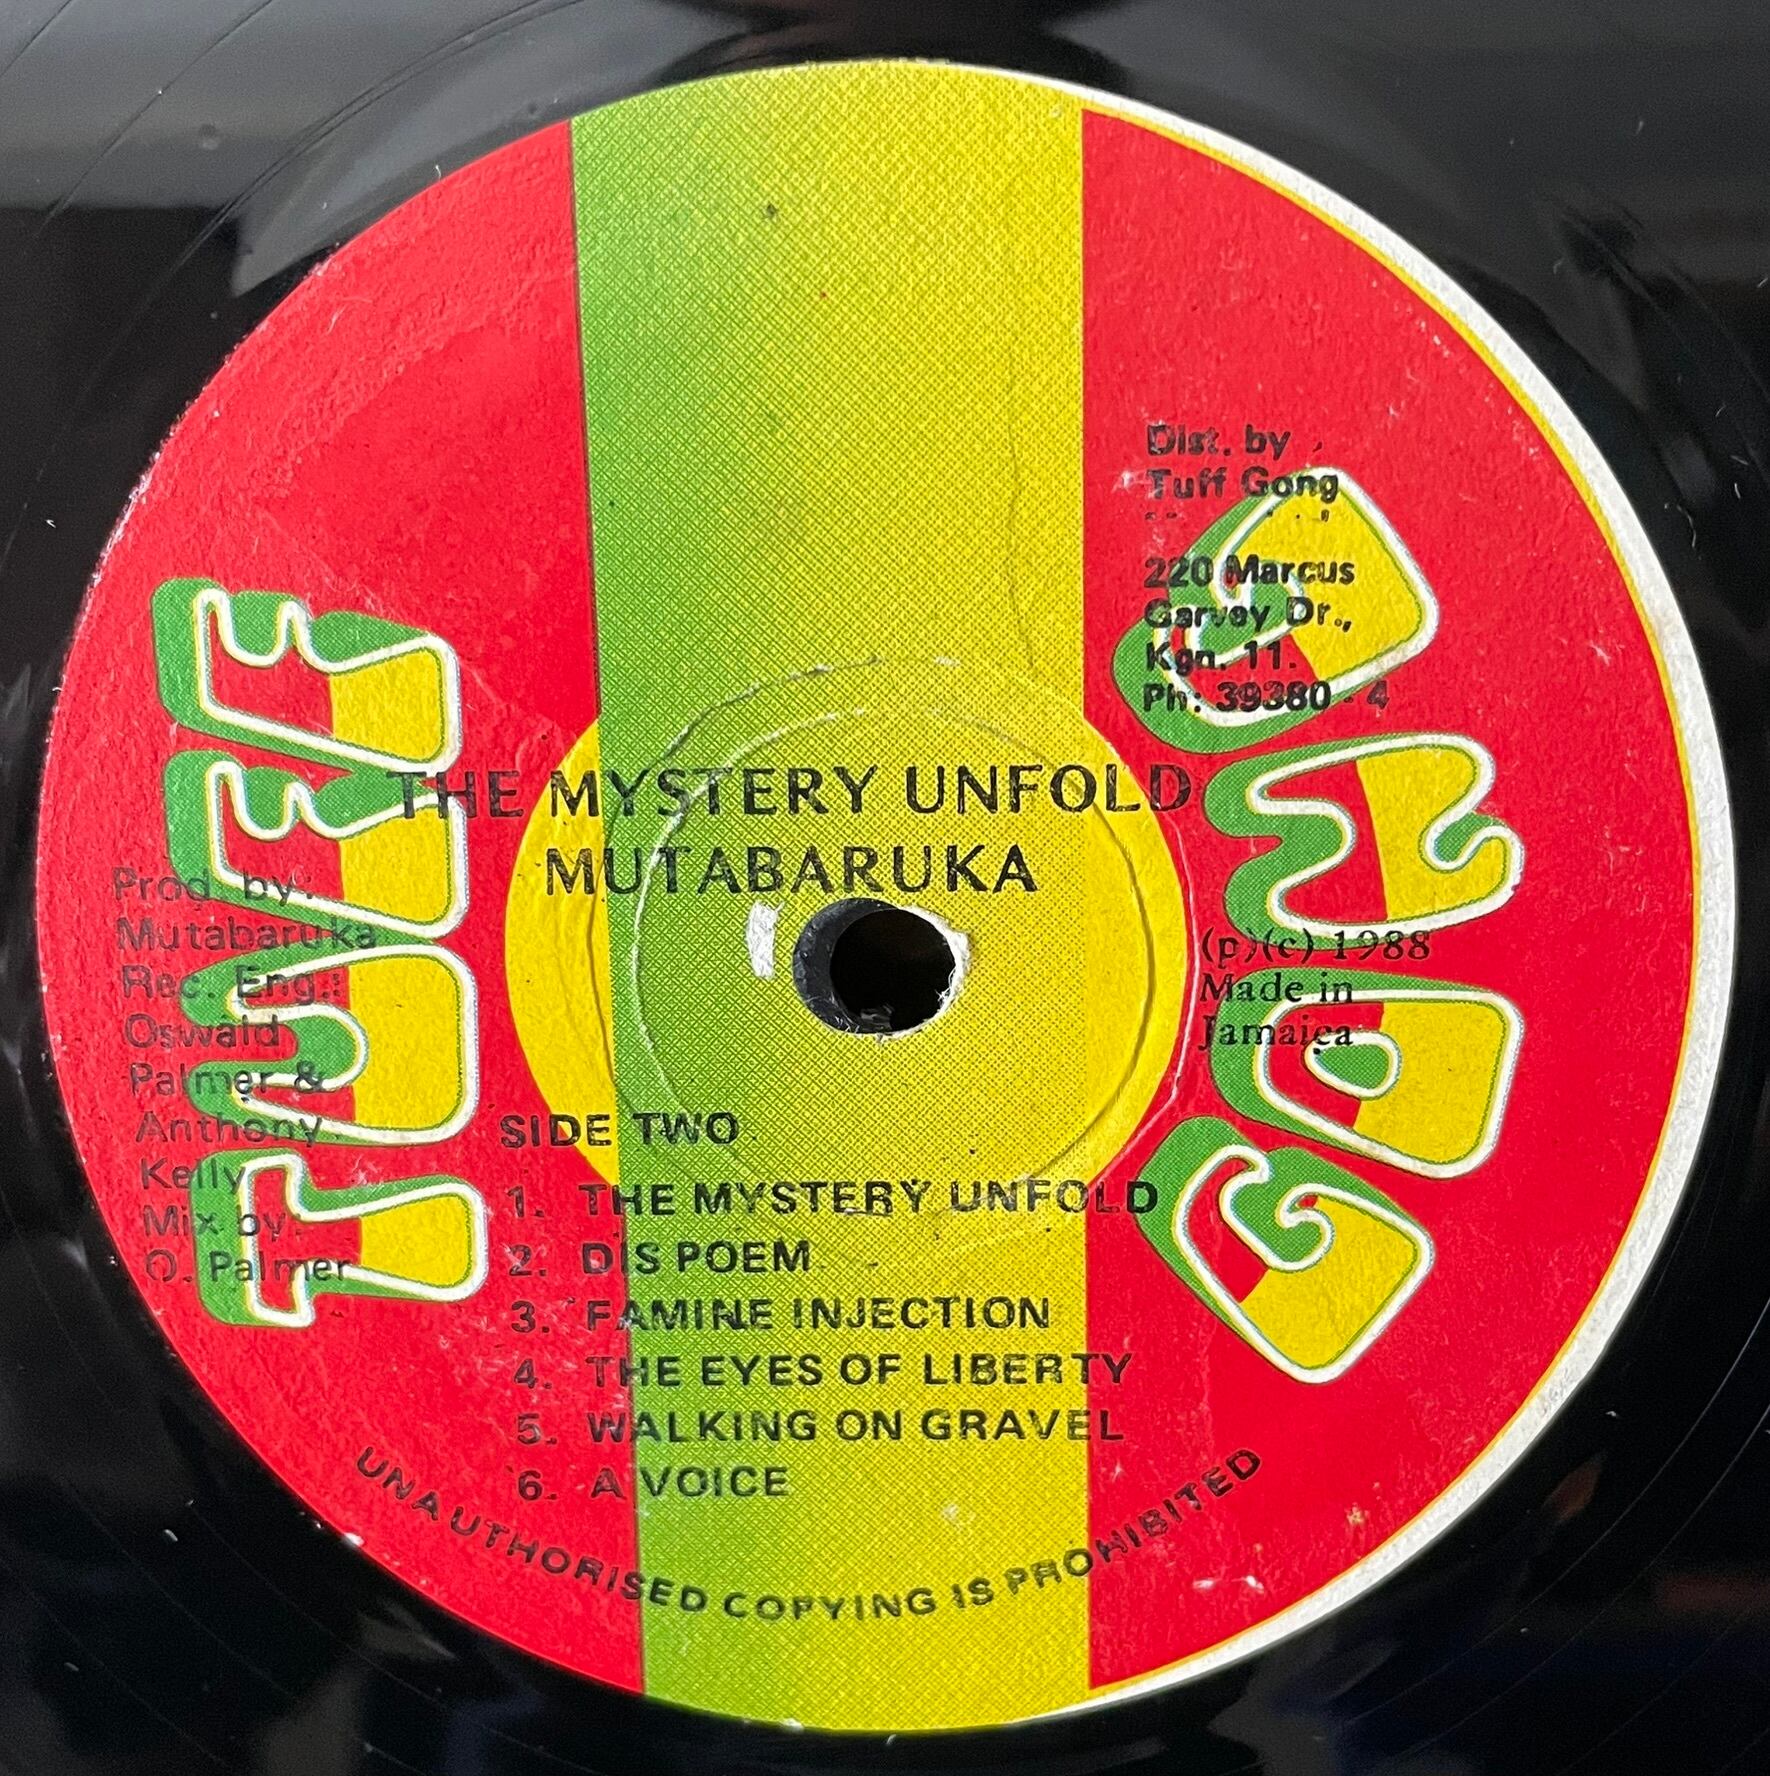 Dist. by
Tuff Gong
220 Marcus
Garvey Dr.,
Kgn. 11.
Ph: 39380 - 4
TWEE
GONG
THE MYSTERY UNFOLD
MUTABARUKA
Prod. by:
Mutabaruka
Rec. Eng.:
Oswald
Palmer &
Anthony
Kelly
Mix by:
O. Palmer
(p)(c) 1988
Made in
Jamaica
SIDE TWO
1. THE MYSTERY UNFOLD
2. DIS POEM
3. FAMINE INJECTION
4. THE EYES OF LIBERTY
5. WALKING ON GRAVEL
6. A VOICE
UNAUTHORISED COPYING IS PROHIBITED